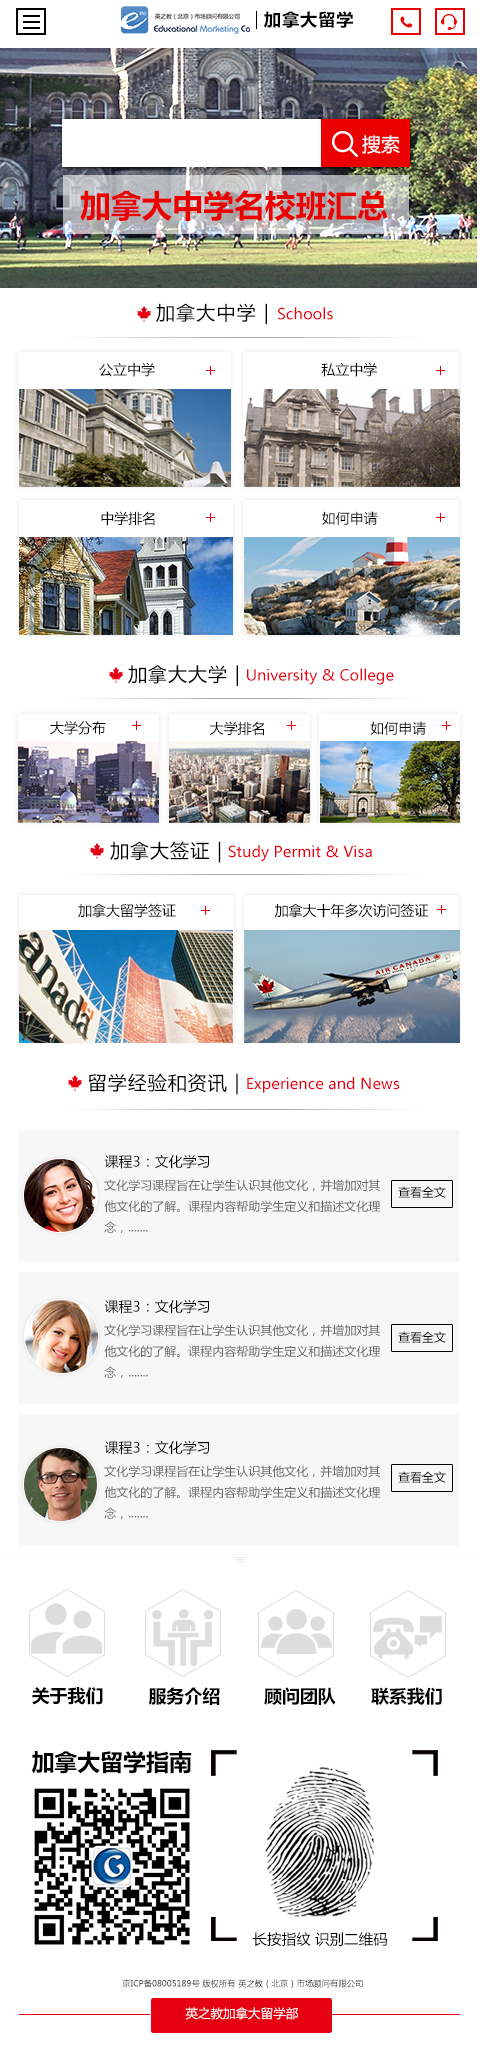 英之教（北京）市场顾问有限公司
Educational Marketing Co
加拿大留学
搜索
加拿大中学名校班汇总
加拿大中学 | Schools
公立中学 +
私立中学 +
中学排名 +
如何申请 +
加拿大大学 | University & College
大学分布 +
大学排名 +
如何申请 +
加拿大签证 | Study Permit & Visa
加拿大留学签证 +
加拿大十年多次访问签证 +
anada
AIR CANADA
留学经验和资讯 | Experience and News
课程3：文化学习
文化学习课程旨在让学生认识其他文化，并增加对其
他文化的了解。课程内容帮助学生定义和描述文化理
念，.......
查看全文
课程3：文化学习
文化学习课程旨在让学生认识其他文化，并增加对其
他文化的了解。课程内容帮助学生定义和描述文化理
念，.......
查看全文
课程3：文化学习
文化学习课程旨在让学生认识其他文化，并增加对其
他文化的了解。课程内容帮助学生定义和描述文化理
念，.......
查看全文
关于我们
服务介绍
顾问团队
联系我们
加拿大留学指南
长按指纹 识别二维码
京ICP备08005189号 版权所有 英之教（北京）市场顾问有限公司
英之教加拿大留学部